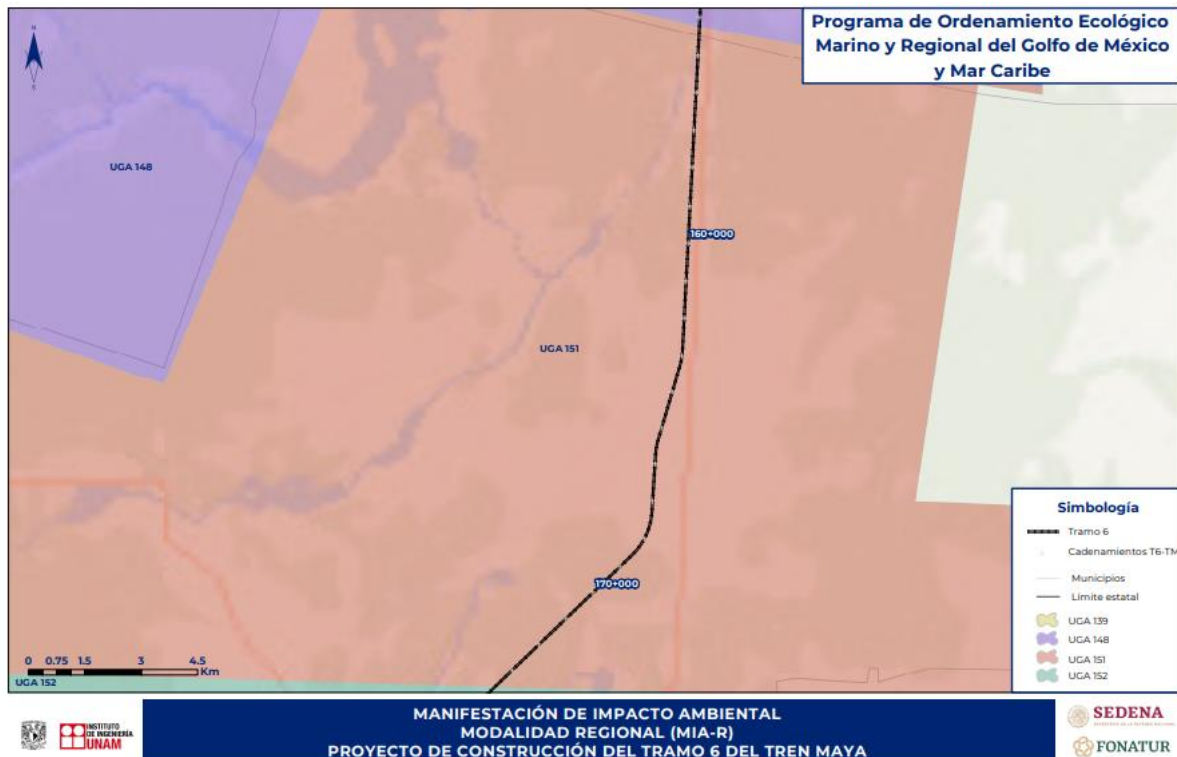 Programa de Ordenamiento Ecológico
Marino y Regional del Golfo de México
y Mar Caribe
N
S
UGA 148
160+000
UGA 151
170+000
Simbología
Tramo 6
Cadenamientos T6-TM
Municipios
Límite estatal
UGA 139
UGA 148
UGA 151
UGA 152
0 0.75 1.5 3 4.5
Km
UGA 152
INSTITUTO
DE INGENIERÍA
UNAM
MANIFESTACIÓN DE IMPACTO AMBIENTAL
MODALIDAD REGIONAL (MIA-R)
PROYECTO DE CONSTRUCCIÓN DEL TRAMO 6 DEL TREN MAYA
SEDENA
FONATUR